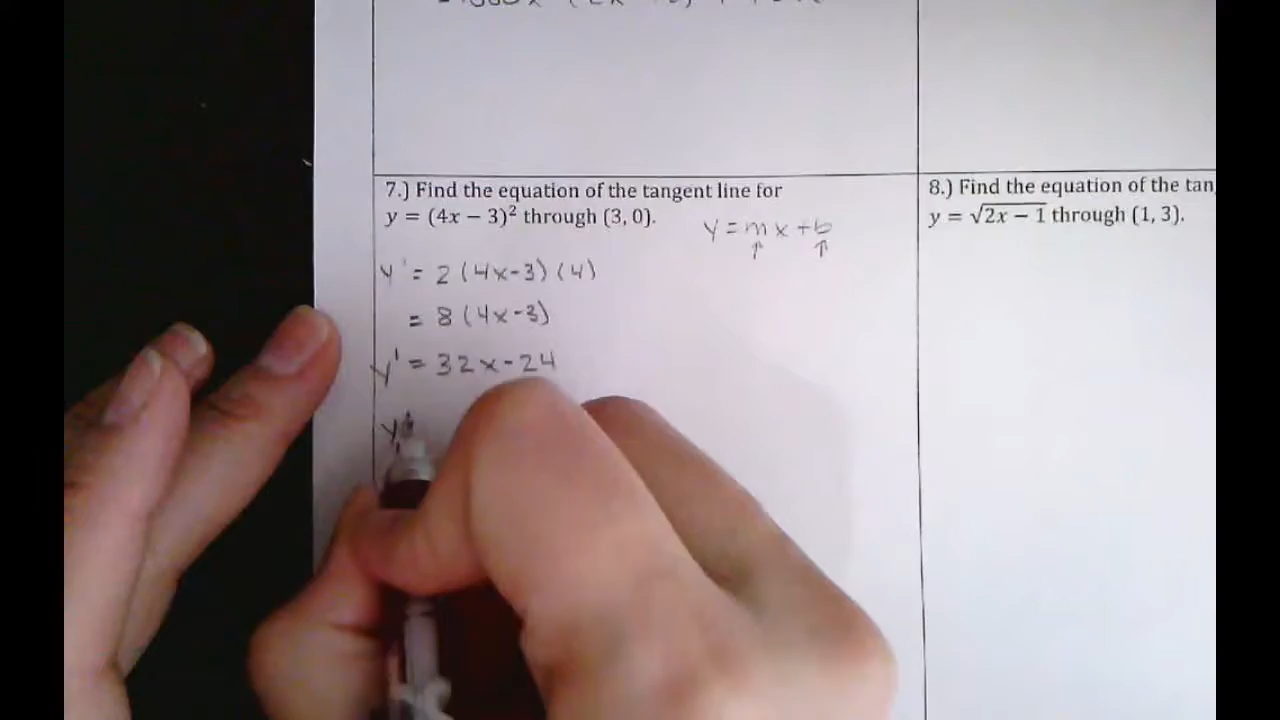 7.) Find the equation of the tangent line for
y = (4x − 3)² through (3, 0).
y = mx + b
y' = 2(4x-3)(4)
= 8(4x-3)
y' = 32x-24
8.) Find the equation of the tan
y = √2x − 1 through (1, 3).